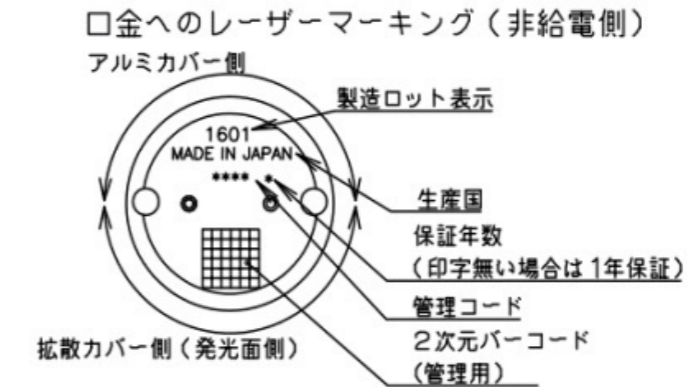 口金へのレーザーマーキング(非給電側)
アルミカバー側
製造ロット表示
1601
MADE IN JAPAN
**** *
生産国
保証年数
(印字無い場合は1年保証)
管理コード
2次元バーコード
(管理用)
拡散カバー側(発光面側)